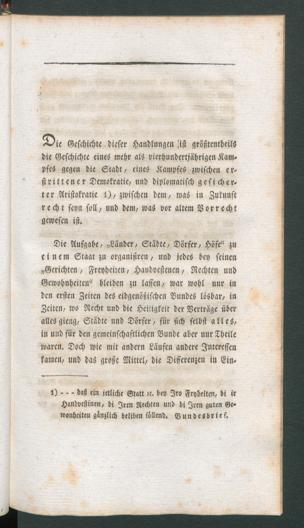 Die Geschichte dieser Handlungen ist größtentheils
die Geschichte eines mehr als vierhundertjährigen Kam-
pfes gegen die Stadt, eines Kampfes zwischen er-
strittener Demokratie, und diplomatisch gesicher-
ter Aristokratie 1), zwischen dem, was in Zukunft
recht seyn soll, und dem, was vor altem Vorrecht
gewesen ist.
Die Aufgabe, „Länder, Städte, Dörfer, Höfe“ zu
einem Staat zu organisiren, und jedes bey seinen
„Gerichten, Freyheiten, Handvestenen, Rechten und
Gewohnheiten“ bleiben zu lassen, war wohl nur in
den ersten Zeiten des eidgenößischen Bundes lösbar, in
Zeiten, wo Recht und die Heiligkeit der Verträge über
alles gieng, Städte und Dörfer, für sich selbst alles,
und für den gemeinschaftlichen Bunde aber nur Theile
waren. Doch wie mit andern Läufen andere Interessen
kamen, und das große Mittel, die Differenzen in Ein-
1) - - - daß ein jetliche Statt ꝛc. bey Iro Fryheiten, bi ir
Handvestinen, bi Iren Rechten und bi Iren guten Ge-
wonheiten gänzlich beliben söllend. Bundesbrief.